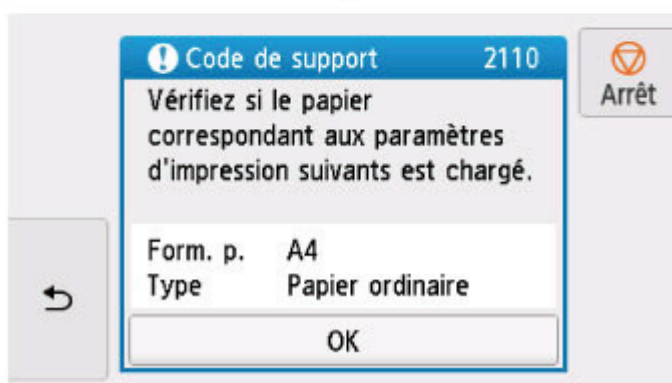 Code de support 2110
Arrêt
Vérifiez si le papier
correspondant aux paramètres
d'impression suivants est chargé.
Form. p. A4
Type Papier ordinaire
OK